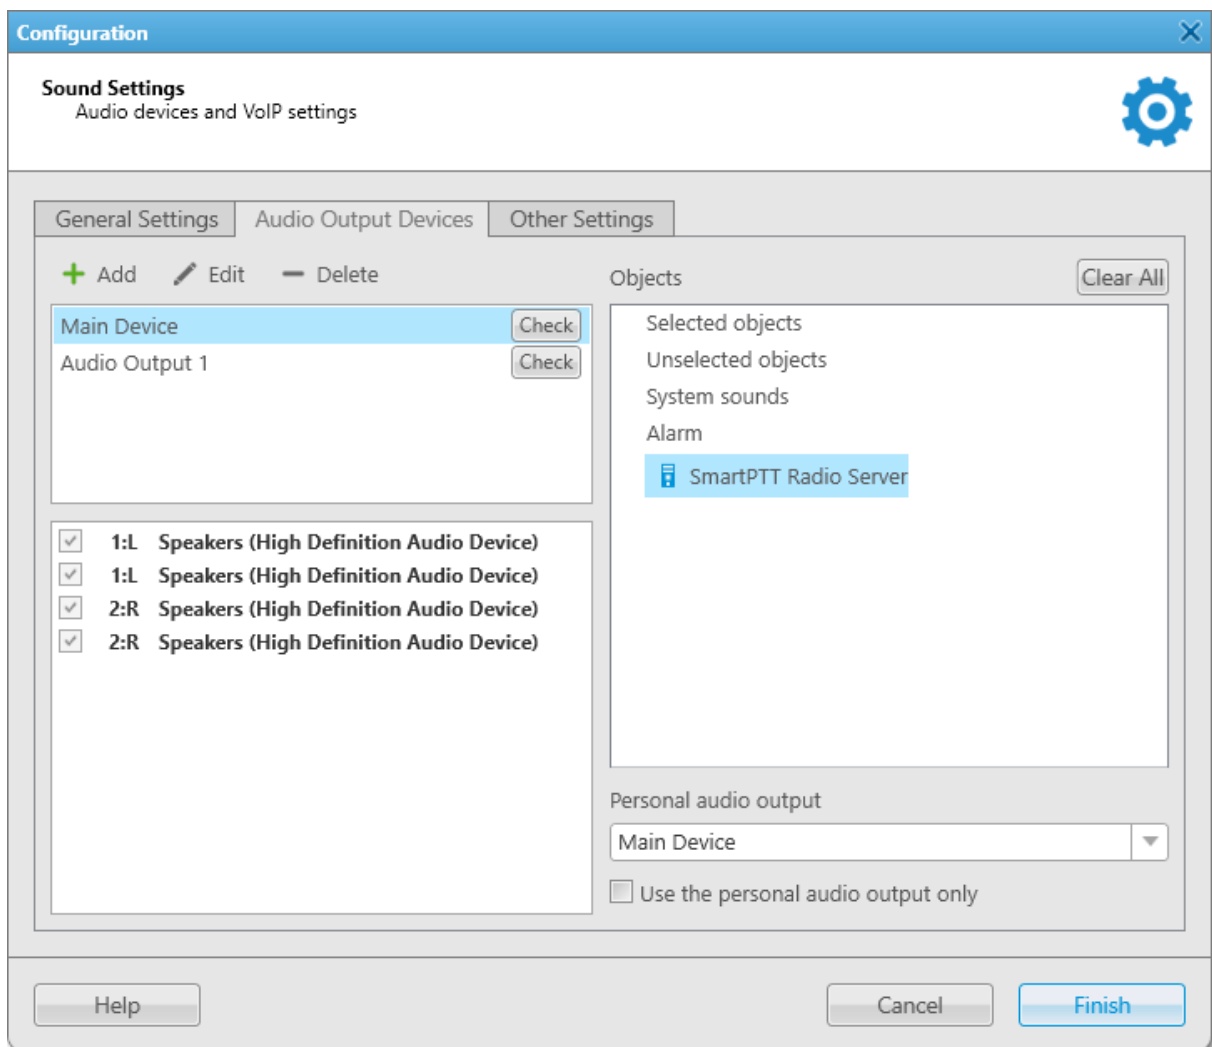 Configuration
Sound Settings
Audio devices and VoIP settings
General Settings
Audio Output Devices
Other Settings
Add
Edit
Delete
Main Device
Check
Audio Output 1
Check
1:L Speakers (High Definition Audio Device)
1:L Speakers (High Definition Audio Device)
2:R Speakers (High Definition Audio Device)
2:R Speakers (High Definition Audio Device)
Objects
Clear All
Selected objects
Unselected objects
System sounds
Alarm
SmartPTT Radio Server
Personal audio output
Main Device
Use the personal audio output only
Help
Cancel
Finish